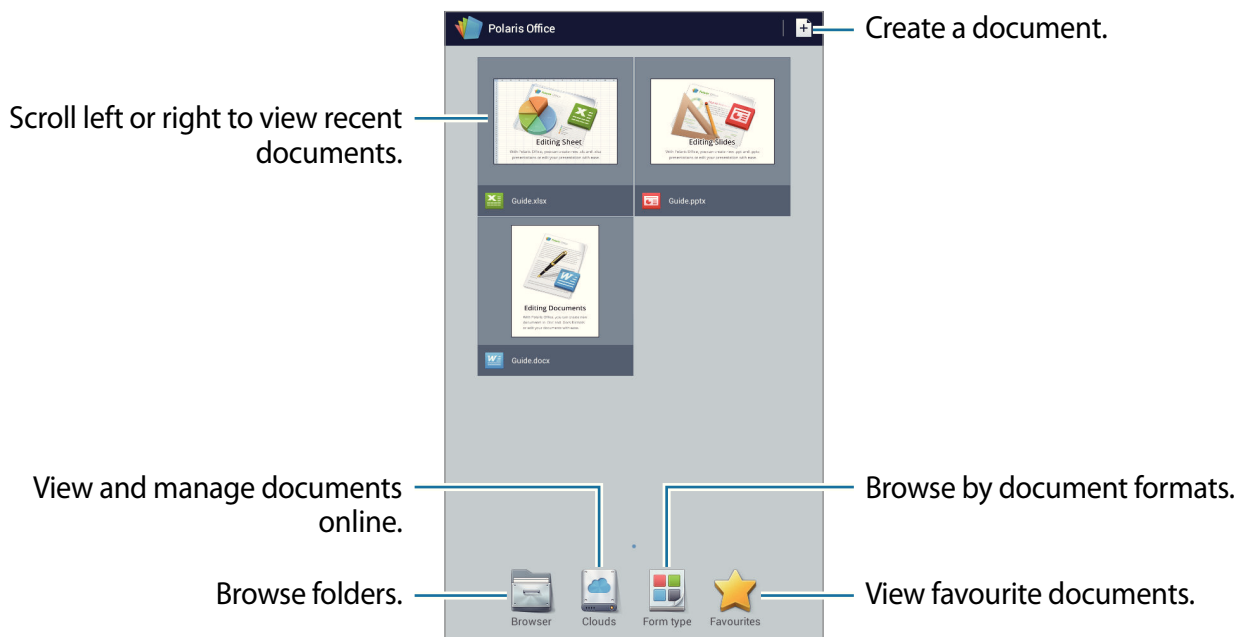 Polaris Office
Create a document.
Scroll left or right to view recent
documents.
Editing Sheet
Editing Slides
Guide.xlsx
Guide.pptx
Editing Documents
Guide.docx
View and manage documents
online.
Browse by document formats.
Browse folders.
View favourite documents.
Browser
Clouds
Form type
Favourites